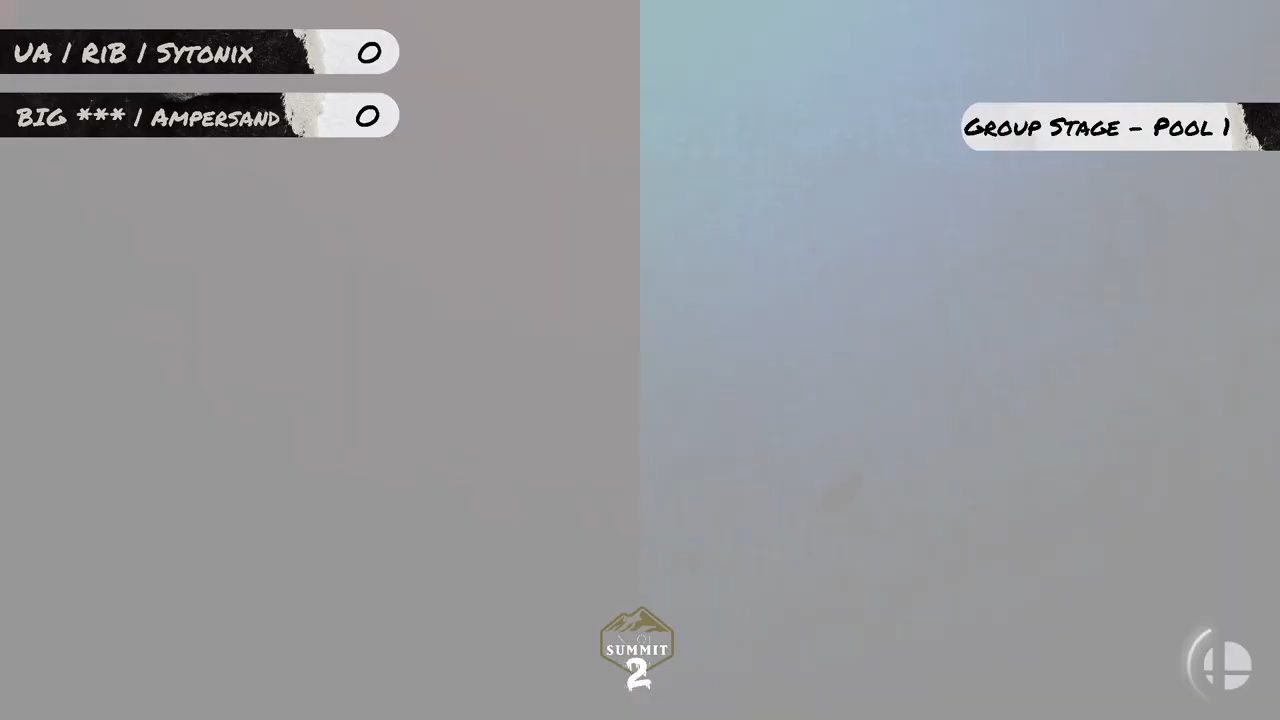 UA / RiB / Sytonix 0
BIG *** / Ampersand 0
Group Stage - Pool 1
SUMMIT
2